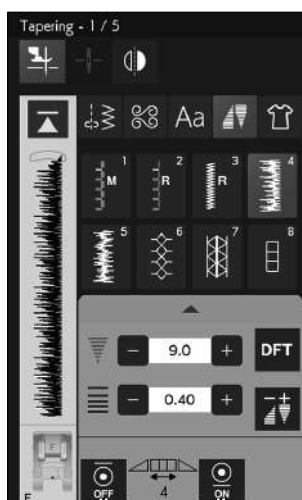 Tapering - 1 / 5
Aa
1 2 3 4
M R R
5 6 7 8
- 9.0 + DFT
- 0.40 +
- +
F
OFF 4 ON
F